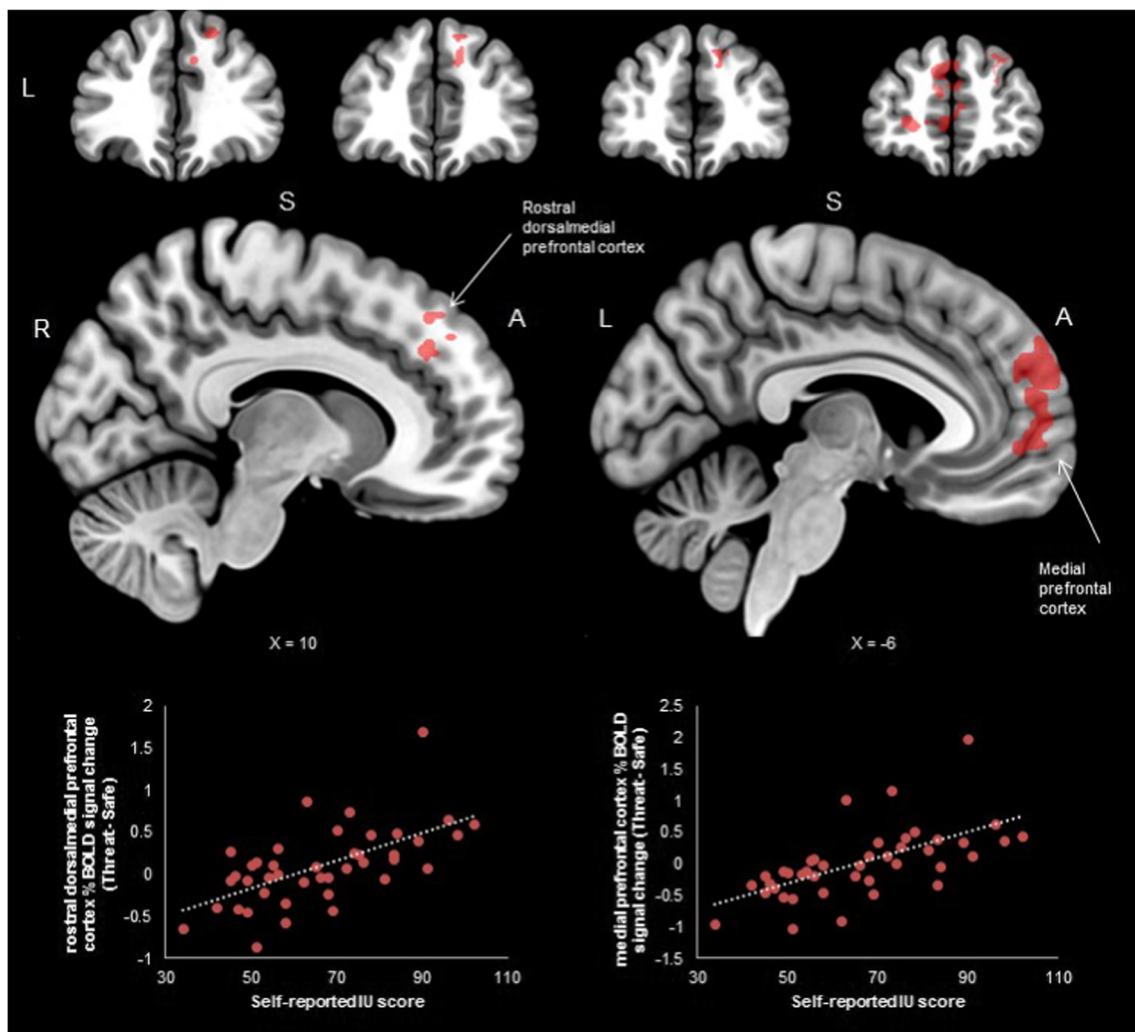 L
S
S
Rostral
dorsalmedial
prefrontal cortex
R
A
L
A
Medial
prefrontal
cortex
X = 10
X = -6
rostral dorsalmedial prefrontal
cortex % BOLD signal change
(Threat- Safe)
2
1.5
1
0.5
0
-0.5
-1
30
50
70
90
110
Self-reported IU score
medial prefrontal cortex % BOLD
signal change (Threat- Safe)
2.5
2
1.5
1
0.5
0
-0.5
-1
-1.5
30
50
70
90
110
Self-reported IU score